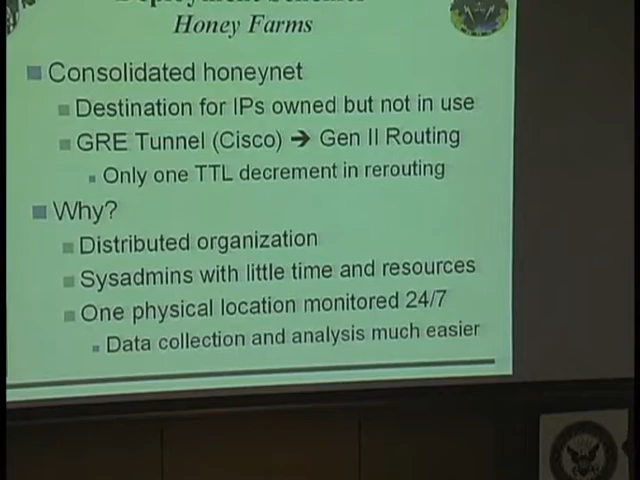 Honey Farms
Consolidated honeynet
Destination for IPs owned but not in use
GRE Tunnel (Cisco) ➔ Gen II Routing
Only one TTL decrement in rerouting
Why?
Distributed organization
Sysadmins with little time and resources
One physical location monitored 24/7
Data collection and analysis much easier